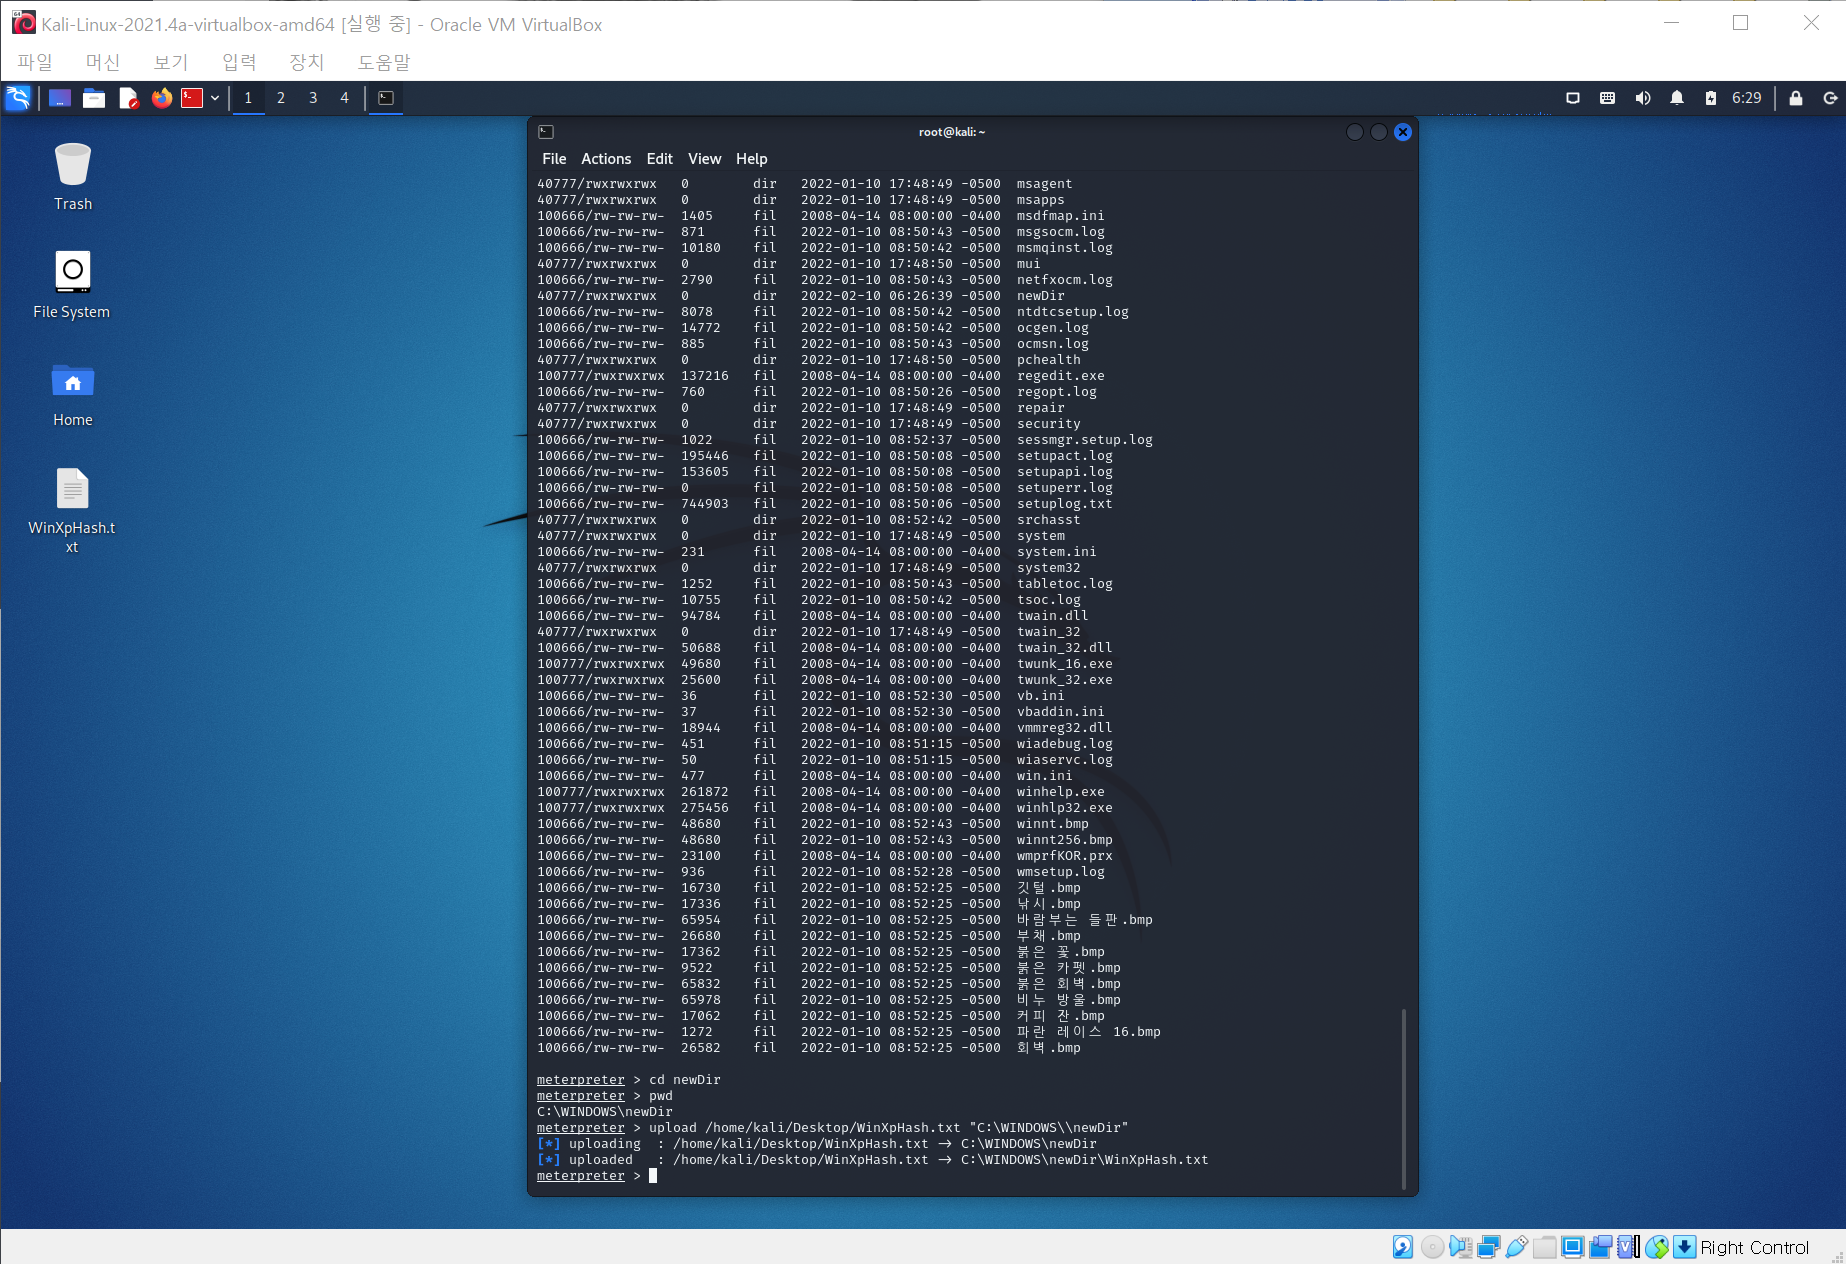 Kali-Linux-2021.4a-virtualbox-amd64 [실행 중] - Oracle VM VirtualBox
파일 머신 보기 입력 장치 도움말
1 2 3 4 6:29
root@kali: ~
File Actions Edit View Help
Trash
File System
Home
WinXpHash.t
xt
40777/rwxrwxrwx 0 dir 2022-01-10 17:48:49 -0500 msagent
40777/rwxrwxrwx 0 dir 2022-01-10 17:48:49 -0500 msapps
100666/rw-rw-rw- 1405 fil 2008-04-14 08:00:00 -0400 msdfmap.ini
100666/rw-rw-rw- 871 fil 2022-01-10 08:50:43 -0500 msgsocm.log
100666/rw-rw-rw- 10180 fil 2022-01-10 08:50:42 -0500 msmqinst.log
40777/rwxrwxrwx 0 dir 2022-01-10 17:48:50 -0500 mui
100666/rw-rw-rw- 2790 fil 2022-01-10 08:50:43 -0500 netfxocm.log
40777/rwxrwxrwx 0 dir 2022-02-10 06:26:39 -0500 newDir
100666/rw-rw-rw- 8078 fil 2022-01-10 08:50:42 -0500 ntdtcsetup.log
100666/rw-rw-rw- 14772 fil 2022-01-10 08:50:42 -0500 ocgen.log
100666/rw-rw-rw- 885 fil 2022-01-10 08:50:43 -0500 ocmsn.log
40777/rwxrwxrwx 0 dir 2022-01-10 17:48:50 -0500 pchealth
100777/rwxrwxrwx 137216 fil 2008-04-14 08:00:00 -0400 regedit.exe
100666/rw-rw-rw- 760 fil 2022-01-10 08:50:26 -0500 regopt.log
40777/rwxrwxrwx 0 dir 2022-01-10 17:48:49 -0500 repair
40777/rwxrwxrwx 0 dir 2022-01-10 17:48:49 -0500 security
100666/rw-rw-rw- 1022 fil 2022-01-10 08:52:37 -0500 sessmgr.setup.log
100666/rw-rw-rw- 195446 fil 2022-01-10 08:50:08 -0500 setupact.log
100666/rw-rw-rw- 153605 fil 2022-01-10 08:50:08 -0500 setupapi.log
100666/rw-rw-rw- 0 fil 2022-01-10 08:50:08 -0500 setuperr.log
100666/rw-rw-rw- 744903 fil 2022-01-10 08:50:06 -0500 setuplog.txt
40777/rwxrwxrwx 0 dir 2022-01-10 08:52:42 -0500 srchasst
40777/rwxrwxrwx 0 dir 2022-01-10 17:48:49 -0500 system
100666/rw-rw-rw- 231 fil 2008-04-14 08:00:00 -0400 system.ini
40777/rwxrwxrwx 0 dir 2022-01-10 17:48:49 -0500 system32
100666/rw-rw-rw- 1252 fil 2022-01-10 08:50:43 -0500 tabletoc.log
100666/rw-rw-rw- 10755 fil 2022-01-10 08:50:42 -0500 tsoc.log
100666/rw-rw-rw- 94784 fil 2008-04-14 08:00:00 -0400 twain.dll
40777/rwxrwxrwx 0 dir 2022-01-10 17:48:49 -0500 twain_32
100666/rw-rw-rw- 50688 fil 2008-04-14 08:00:00 -0400 twain_32.dll
100777/rwxrwxrwx 49680 fil 2008-04-14 08:00:00 -0400 twunk_16.exe
100777/rwxrwxrwx 25600 fil 2008-04-14 08:00:00 -0400 twunk_32.exe
100666/rw-rw-rw- 36 fil 2022-01-10 08:52:30 -0500 vb.ini
100666/rw-rw-rw- 37 fil 2022-01-10 08:52:30 -0500 vbaddin.ini
100666/rw-rw-rw- 18944 fil 2008-04-14 08:00:00 -0400 vmmreg32.dll
100666/rw-rw-rw- 451 fil 2022-01-10 08:51:15 -0500 wiadebug.log
100666/rw-rw-rw- 50 fil 2022-01-10 08:51:15 -0500 wiaservc.log
100666/rw-rw-rw- 477 fil 2008-04-14 08:00:00 -0400 win.ini
100777/rwxrwxrwx 261872 fil 2008-04-14 08:00:00 -0400 winhelp.exe
100777/rwxrwxrwx 275456 fil 2008-04-14 08:00:00 -0400 winhlp32.exe
100666/rw-rw-rw- 48680 fil 2022-01-10 08:52:43 -0500 winnt.bmp
100666/rw-rw-rw- 48680 fil 2022-01-10 08:52:43 -0500 winnt256.bmp
100666/rw-rw-rw- 23100 fil 2008-04-14 08:00:00 -0400 wmprfKOR.prx
100666/rw-rw-rw- 936 fil 2022-01-10 08:52:28 -0500 wmsetup.log
100666/rw-rw-rw- 16730 fil 2022-01-10 08:52:25 -0500 깃털.bmp
100666/rw-rw-rw- 17336 fil 2022-01-10 08:52:25 -0500 낚시.bmp
100666/rw-rw-rw- 65954 fil 2022-01-10 08:52:25 -0500 바람부는 들판.bmp
100666/rw-rw-rw- 26680 fil 2022-01-10 08:52:25 -0500 부채.bmp
100666/rw-rw-rw- 17362 fil 2022-01-10 08:52:25 -0500 붉은 꽃.bmp
100666/rw-rw-rw- 9522 fil 2022-01-10 08:52:25 -0500 붉은 카펫.bmp
100666/rw-rw-rw- 65832 fil 2022-01-10 08:52:25 -0500 붉은 회벽.bmp
100666/rw-rw-rw- 65978 fil 2022-01-10 08:52:25 -0500 비누 방울.bmp
100666/rw-rw-rw- 17062 fil 2022-01-10 08:52:25 -0500 커피 잔.bmp
100666/rw-rw-rw- 1272 fil 2022-01-10 08:52:25 -0500 파란 레이스 16.bmp
100666/rw-rw-rw- 26582 fil 2022-01-10 08:52:25 -0500 회벽.bmp
meterpreter > cd newDir
meterpreter > pwd
C:\WINDOWS\newDir
meterpreter > upload /home/kali/Desktop/WinXpHash.txt "C:\WINDOWS\\newDir"
[*] uploading : /home/kali/Desktop/WinXpHash.txt → C:\WINDOWS\newDir
[*] uploaded : /home/kali/Desktop/WinXpHash.txt → C:\WINDOWS\newDir\WinXpHash.txt
meterpreter >
Right Control